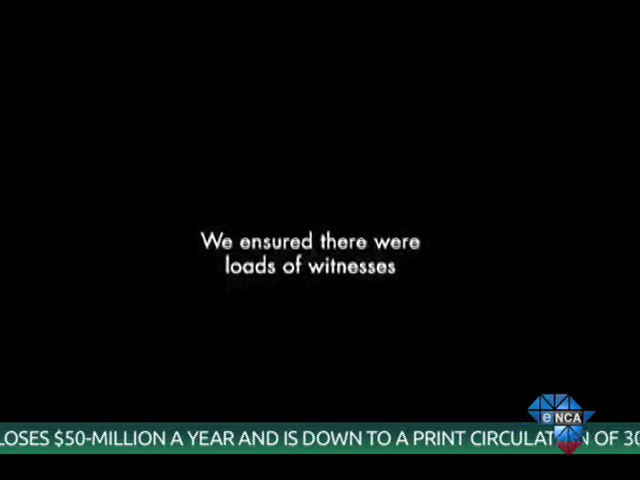 We ensured there were
loads of witnesses
eNCA
LOSES $50-MILLION A YEAR AND IS DOWN TO A PRINT CIRCULATION OF 30